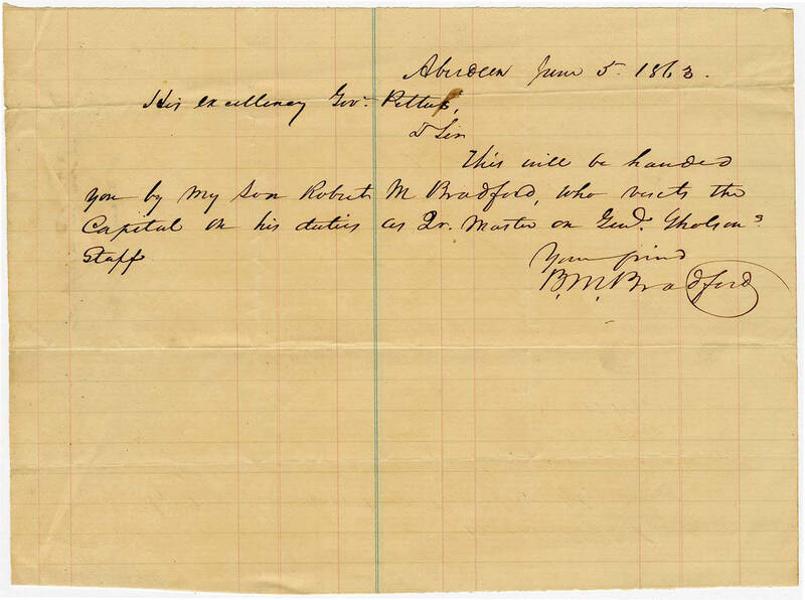 Aberdeen June 5. 1863.
His excellency Gov. Pettus,
D Sir
This will be handed
you by my son Robert M Bradford, who visits the
Capital on his duties as Qr. Master on Genl. Gholsons
Staff
Your friend
B. M. Bradford